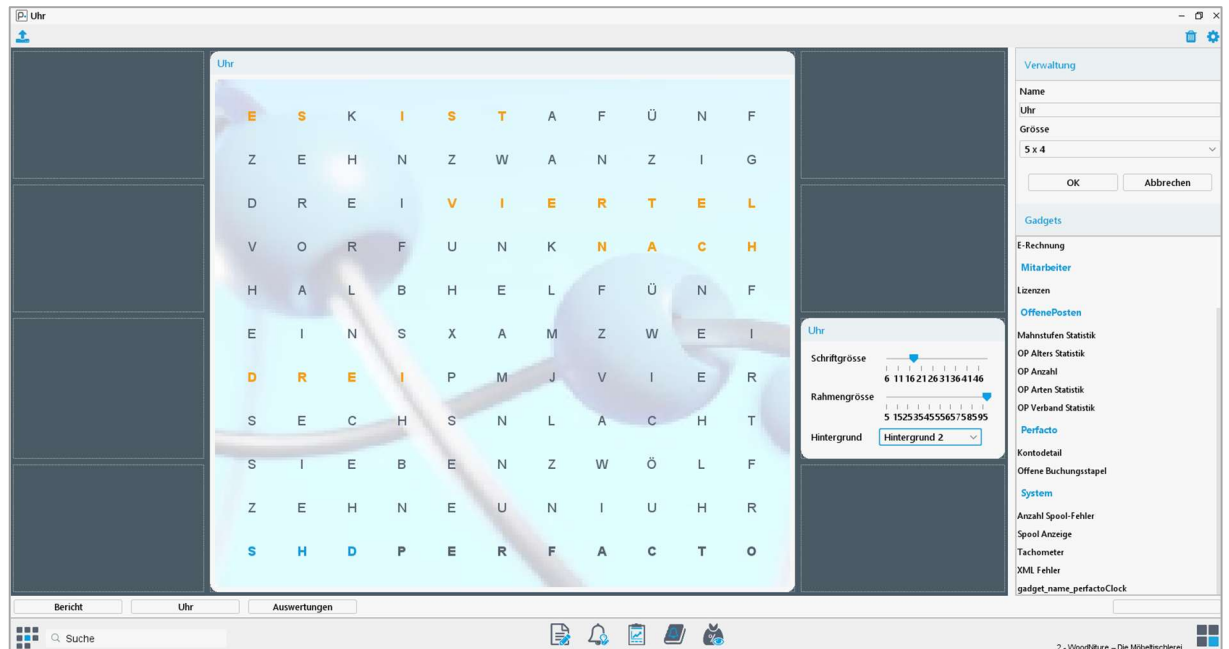 Uhr
Uhr
E S K I S T A F Ü N F
Z E H N Z W A N Z I G
D R E I V I E R T E L
V O R F U N K N A C H
H A L B H E L F Ü N F
E I N S X A M Z W E I
D R E I P M J V I E R
S E C H S N L A C H T
S I E B E N Z W Ö L F
Z E H N E U N I U H R
S H D P E R F A C T O
Uhr
Schriftgrösse
6 11 16 21 26 31 36 41 46
Rahmengrösse
5 15 25 35 45 55 65 75 85 95
Hintergrund Hintergrund 2
Verwaltung
Name
Uhr
Grösse
5 x 4
OK Abbrechen
Gadgets
E-Rechnung
Mitarbeiter
Lizenzen
OffenePosten
Mahnstufen Statistik
OP Alters Statistik
OP Anzahl
OP Arten Statistik
OP Verband Statistik
Perfacto
Kontodetail
Offene Buchungsstapel
System
Anzahl Spool-Fehler
Spool Anzeige
Tachometer
XML Fehler
gadget_name_perfactoClock
Bericht Uhr Auswertungen
Suche
2 - WoodNiture – Die Möbeltischlerei